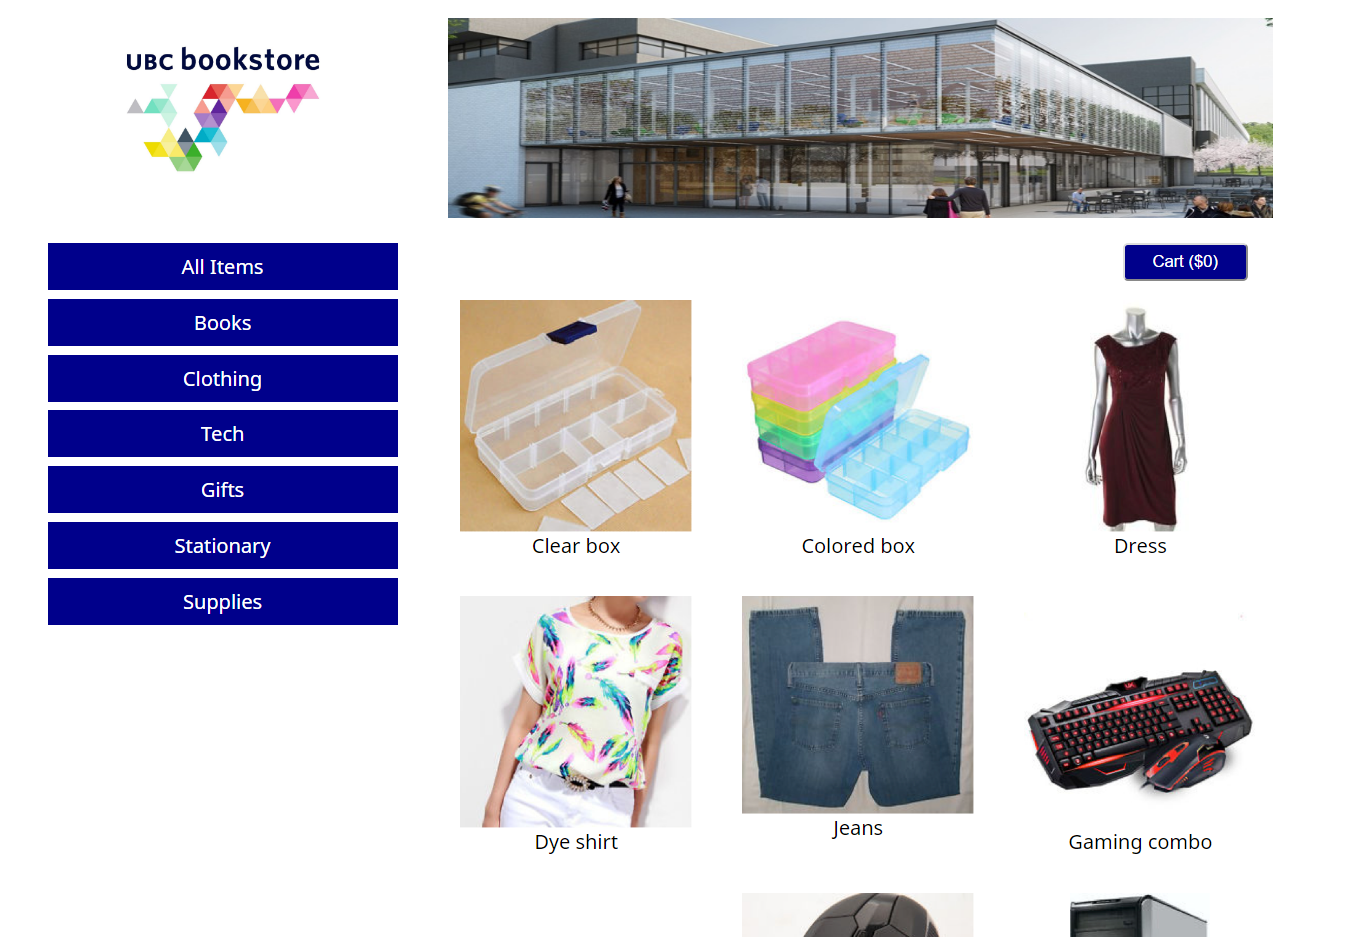 UBC bookstore
All Items
Books
Clothing
Tech
Gifts
Stationary
Supplies
Cart ($0)
Clear box
Colored box
Dress
Dye shirt
Jeans
Gaming combo